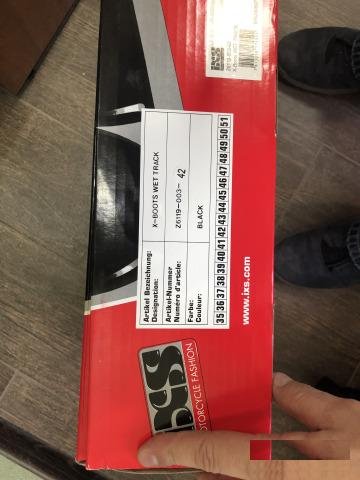 Artikel Bezeichnung: X-BOOTS WET TRACK
Designation:
Artikel-Nummer Z6119-003- 42
Numéro d'article:
Farbe: BLACK
Couleur:
35 36 37 38 39 40 41 42 43 44 45 46 47 48 49 50 51
www.ixs.com
iXS
MOTORCYCLE FASHION
iXS